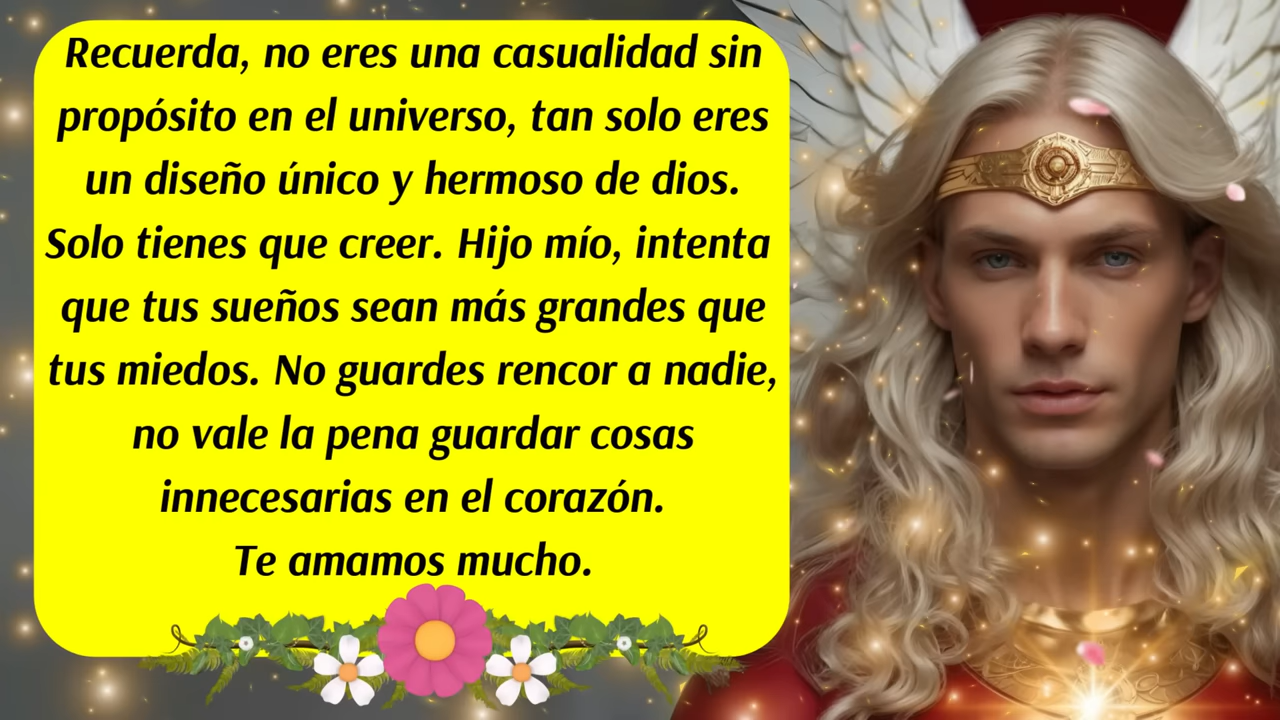 Recuerda, no eres una casualidad sin
propósito en el universo, tan solo eres
un diseño único y hermoso de dios.
Solo tienes que creer. Hijo mío, intenta
que tus sueños sean más grandes que
tus miedos. No guardes rencor a nadie,
no vale la pena guardar cosas
innecesarias en el corazón.
Te amamos mucho.